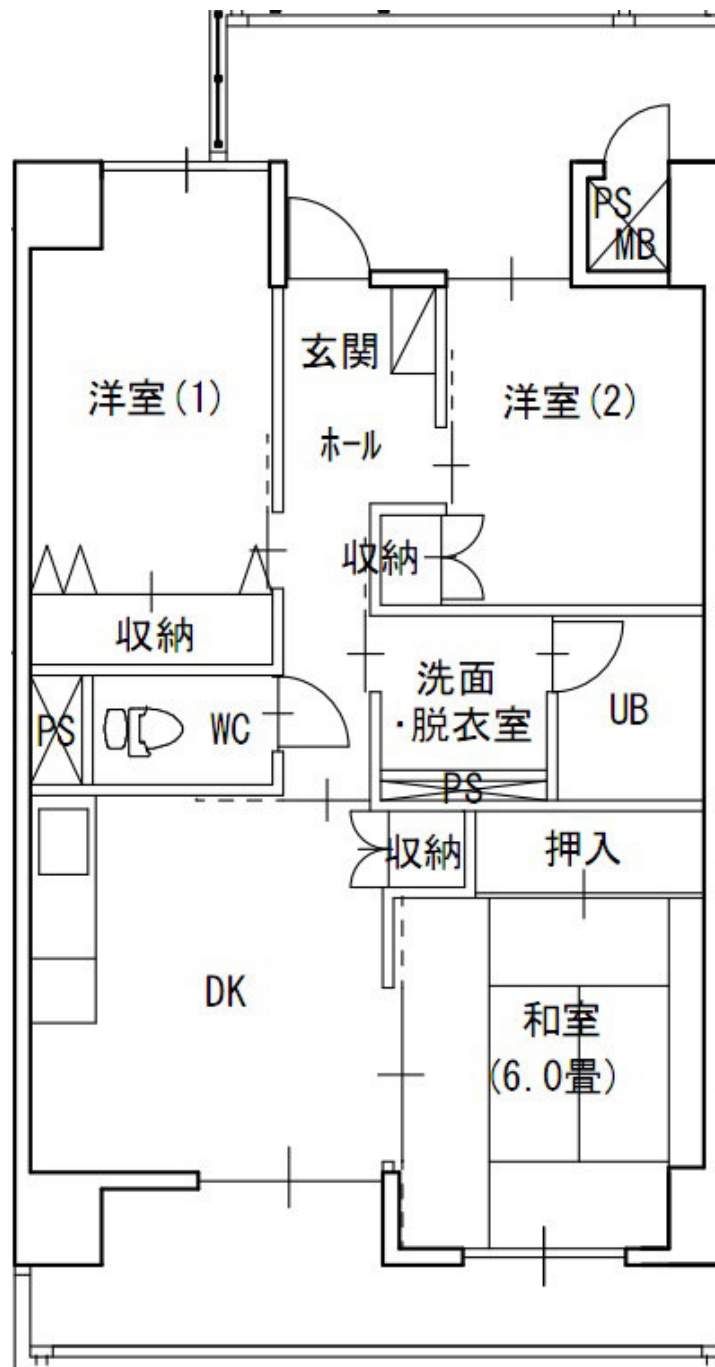 PS
MB
玄関
洋室(1)
洋室(2)
ホール
収納
収納
洗面
・脱衣室
UB
PS
WC
PS
収納
押入
DK
和室
(6.0畳)